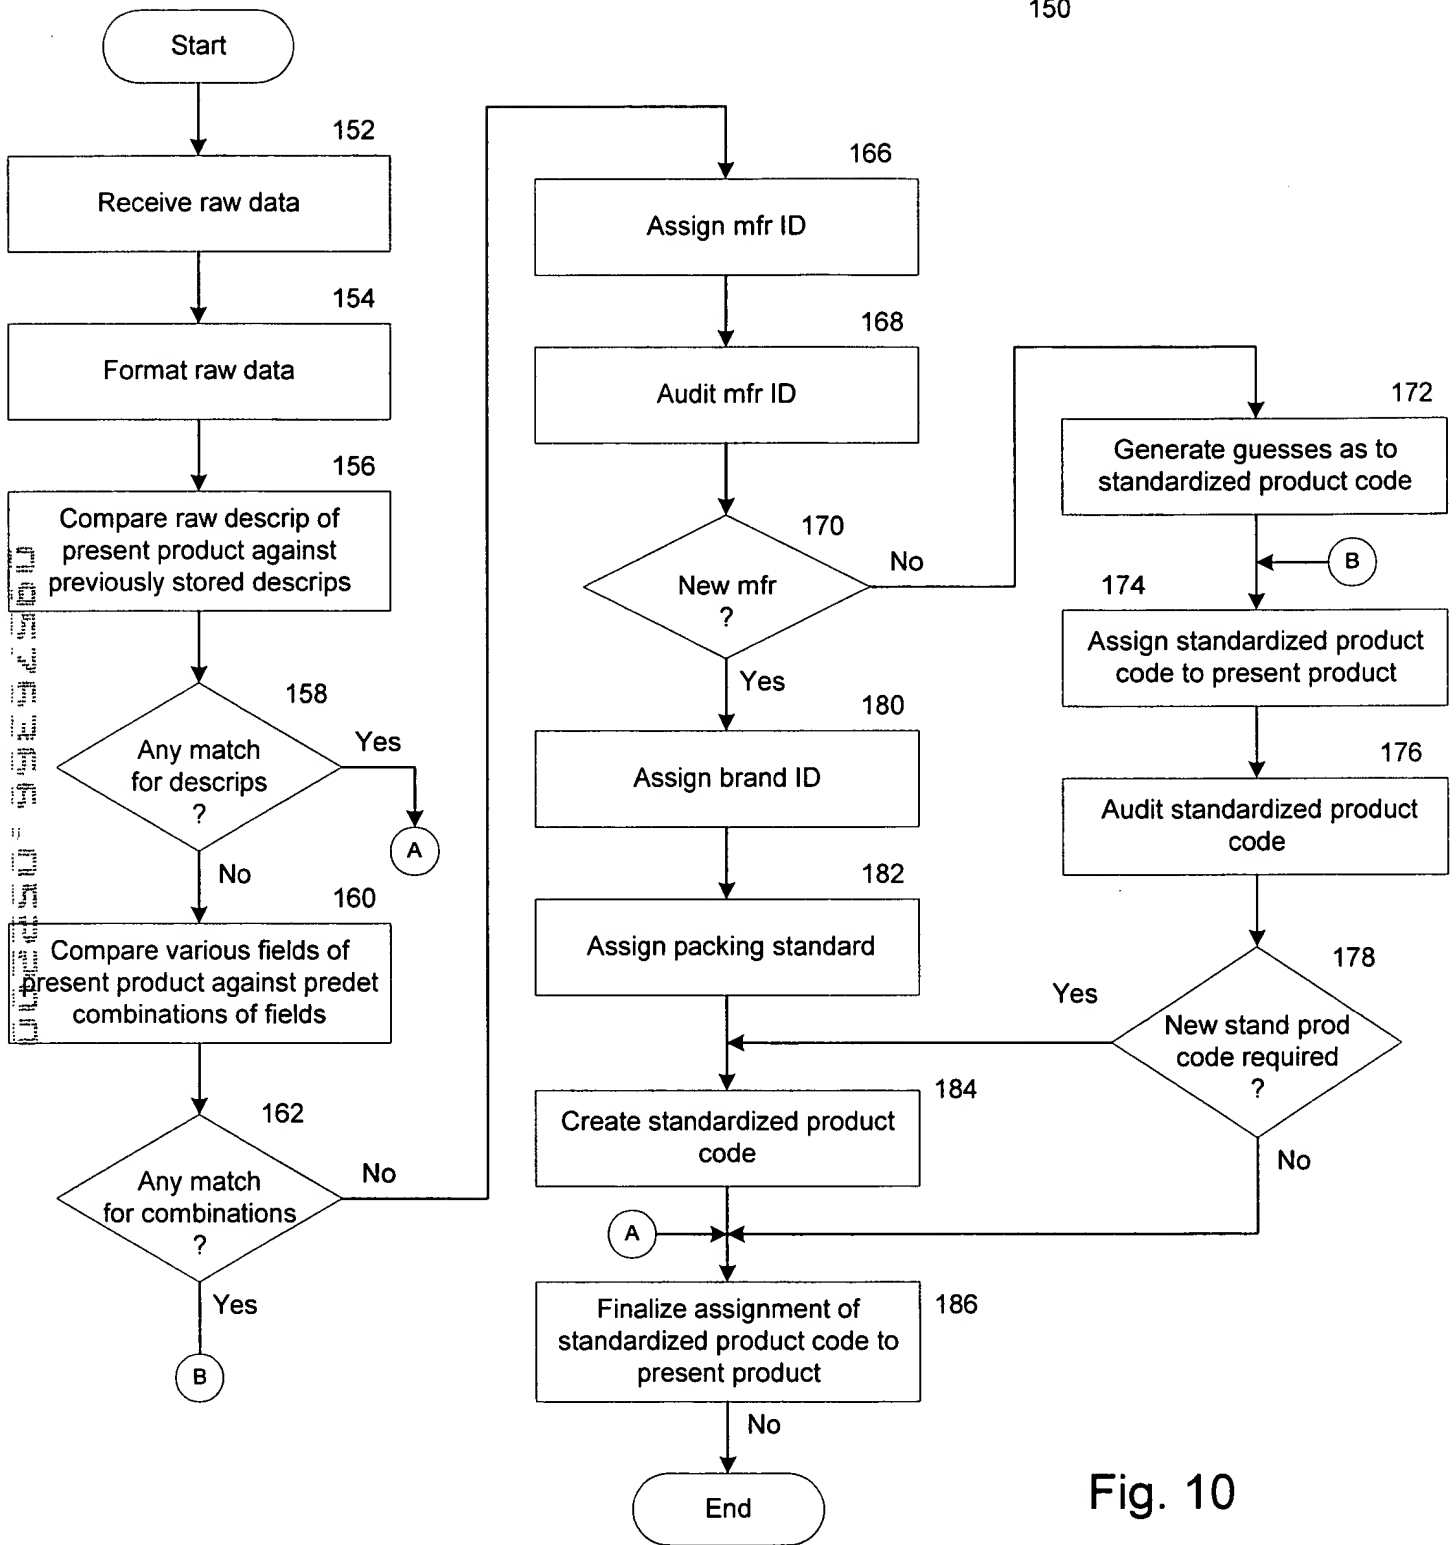 150
Start
152
Receive raw data
154
Format raw data
156
Compare raw descrip of
present product against
previously stored descrips
158
Any match
for descrips
?
Yes
A
No
160
Compare various fields of
present product against predet
combinations of fields
162
Any match
for combinations
?
No
Yes
B
166
Assign mfr ID
168
Audit mfr ID
170
New mfr
?
No
Yes
180
Assign brand ID
182
Assign packing standard
184
Create standardized product
code
A
186
Finalize assignment of
standardized product code to
present product
No
End
172
Generate guesses as to
standardized product code
B
174
Assign standardized product
code to present product
176
Audit standardized product
code
178
New stand prod
code required
?
Yes
No
Fig. 10